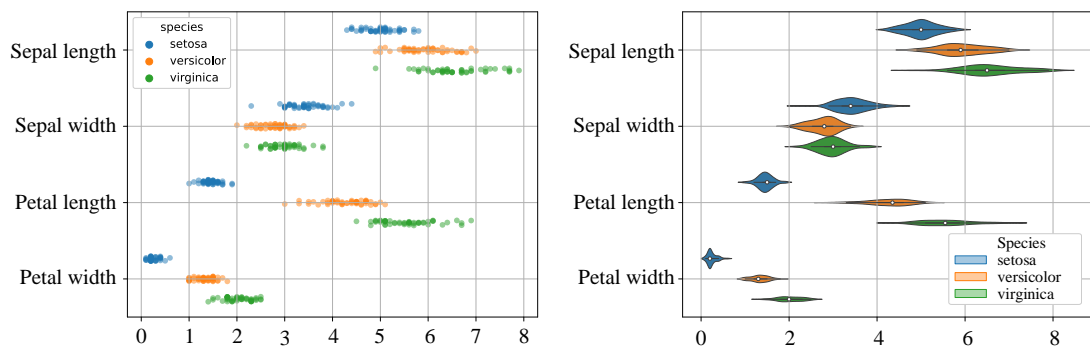 species
setosa
versicolor
virginica
Sepal length
Sepal width
Petal length
Petal width
0 1 2 3 4 5 6 7 8
Sepal length
Sepal width
Petal length
Petal width
Species
setosa
versicolor
virginica
0 2 4 6 8